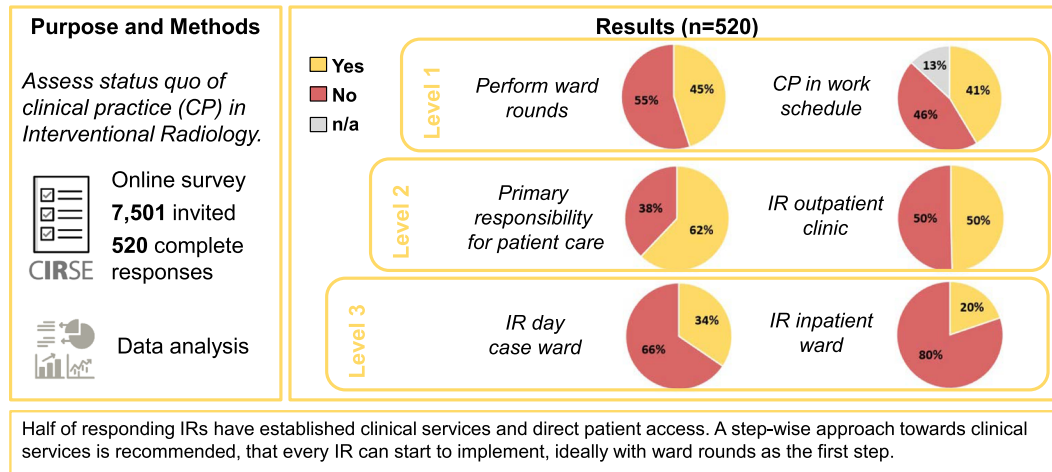 Purpose and Methods
Assess status quo of
clinical practice (CP) in
Interventional Radiology.
Online survey
7,501 invited
520 complete
responses
CIRSE
Data analysis
Results (n=520)
Yes
No
n/a
Level 1
Perform ward
rounds
55%
45%
CP in work
schedule
13%
41%
46%
Level 2
Primary
responsibility
for patient care
38%
62%
IR outpatient
clinic
50%
50%
Level 3
IR day
case ward
34%
66%
IR inpatient
ward
20%
80%
Half of responding IRs have established clinical services and direct patient access. A step-wise approach towards clinical
services is recommended, that every IR can start to implement, ideally with ward rounds as the first step.